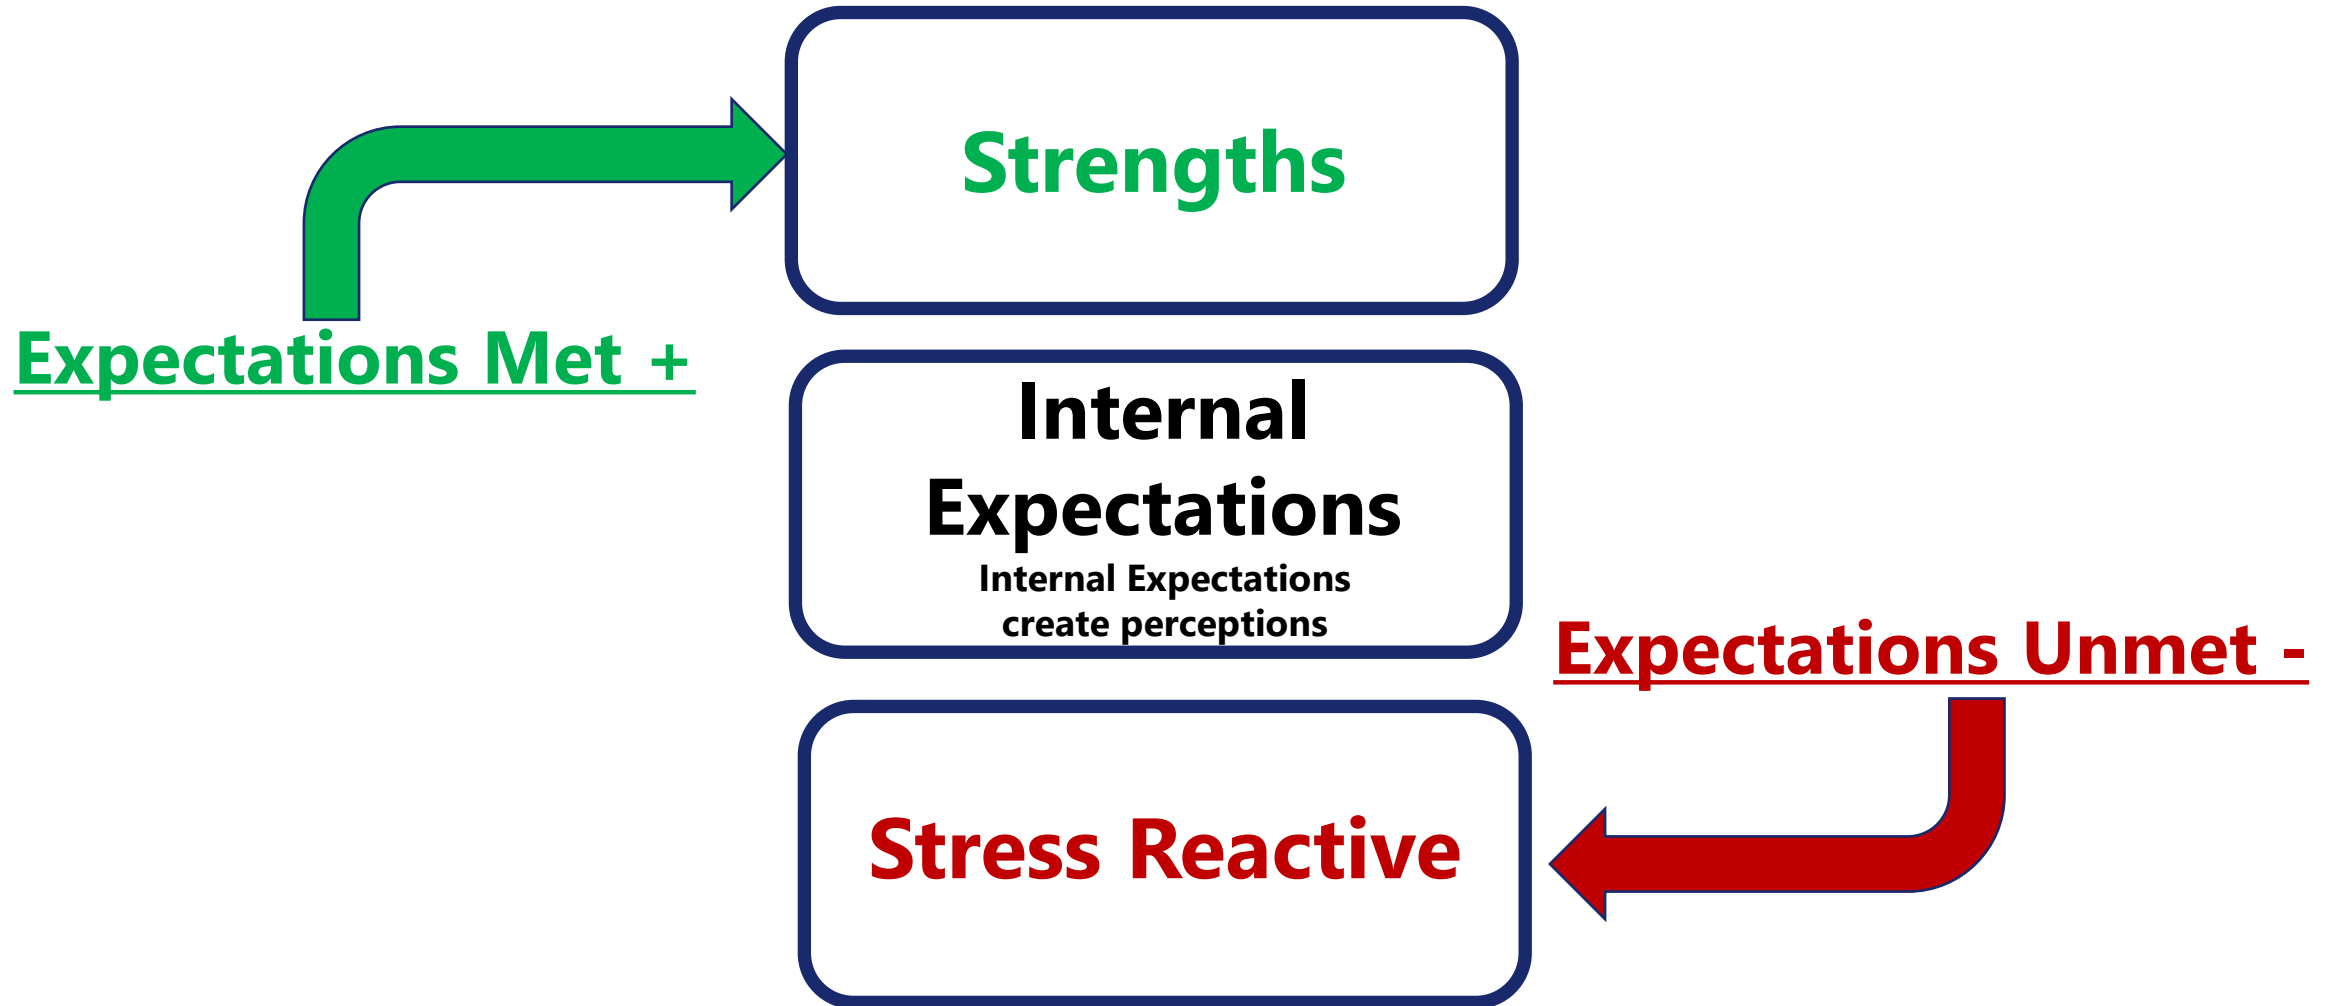 Strengths
Expectations Met +
Internal
Expectations
Internal Expectations
create perceptions
Expectations Unmet -
Stress Reactive